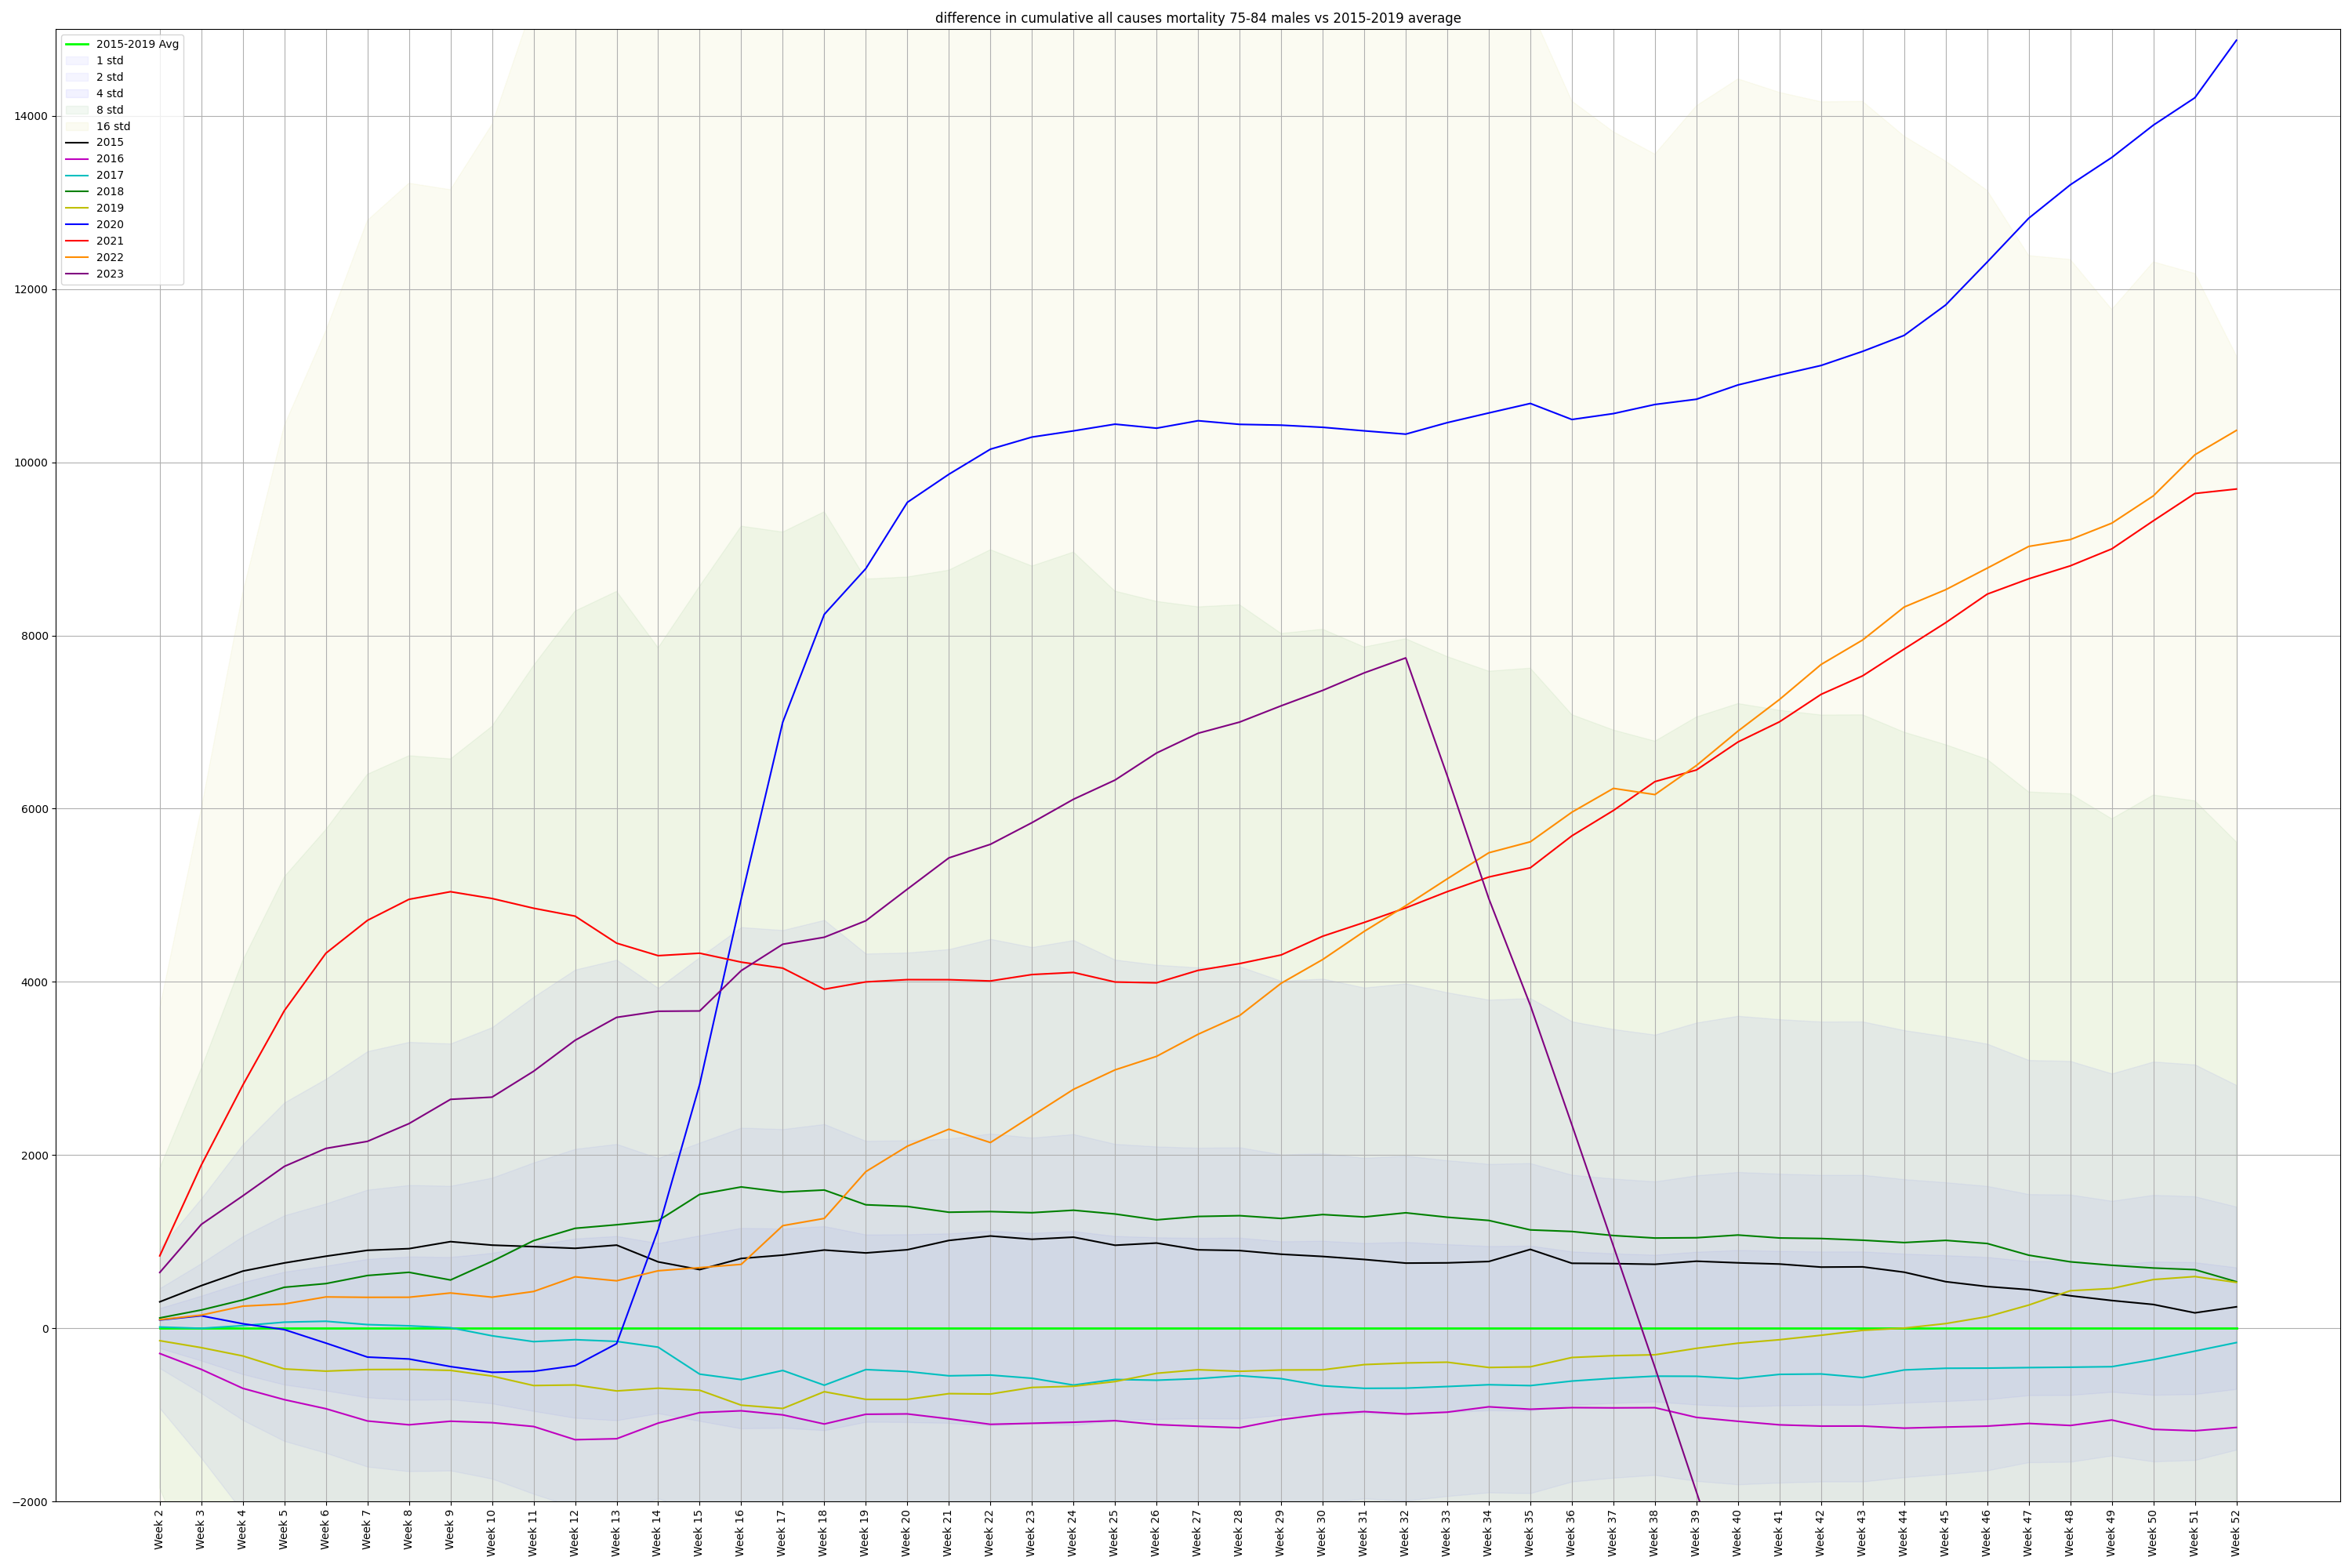 difference in cumulative all causes mortality 75-84 males vs 2015-2019 average
2015-2019 Avg
1 std
2 std
4 std
8 std
16 std
2015
2016
2017
2018
2019
2020
2021
2022
2023
14000
12000
10000
8000
6000
4000
2000
0
−2000
Week 2
Week 3
Week 4
Week 5
Week 6
Week 7
Week 8
Week 9
Week 10
Week 11
Week 12
Week 13
Week 14
Week 15
Week 16
Week 17
Week 18
Week 19
Week 20
Week 21
Week 22
Week 23
Week 24
Week 25
Week 26
Week 27
Week 28
Week 29
Week 30
Week 31
Week 32
Week 33
Week 34
Week 35
Week 36
Week 37
Week 38
Week 39
Week 40
Week 41
Week 42
Week 43
Week 44
Week 45
Week 46
Week 47
Week 48
Week 49
Week 50
Week 51
Week 52